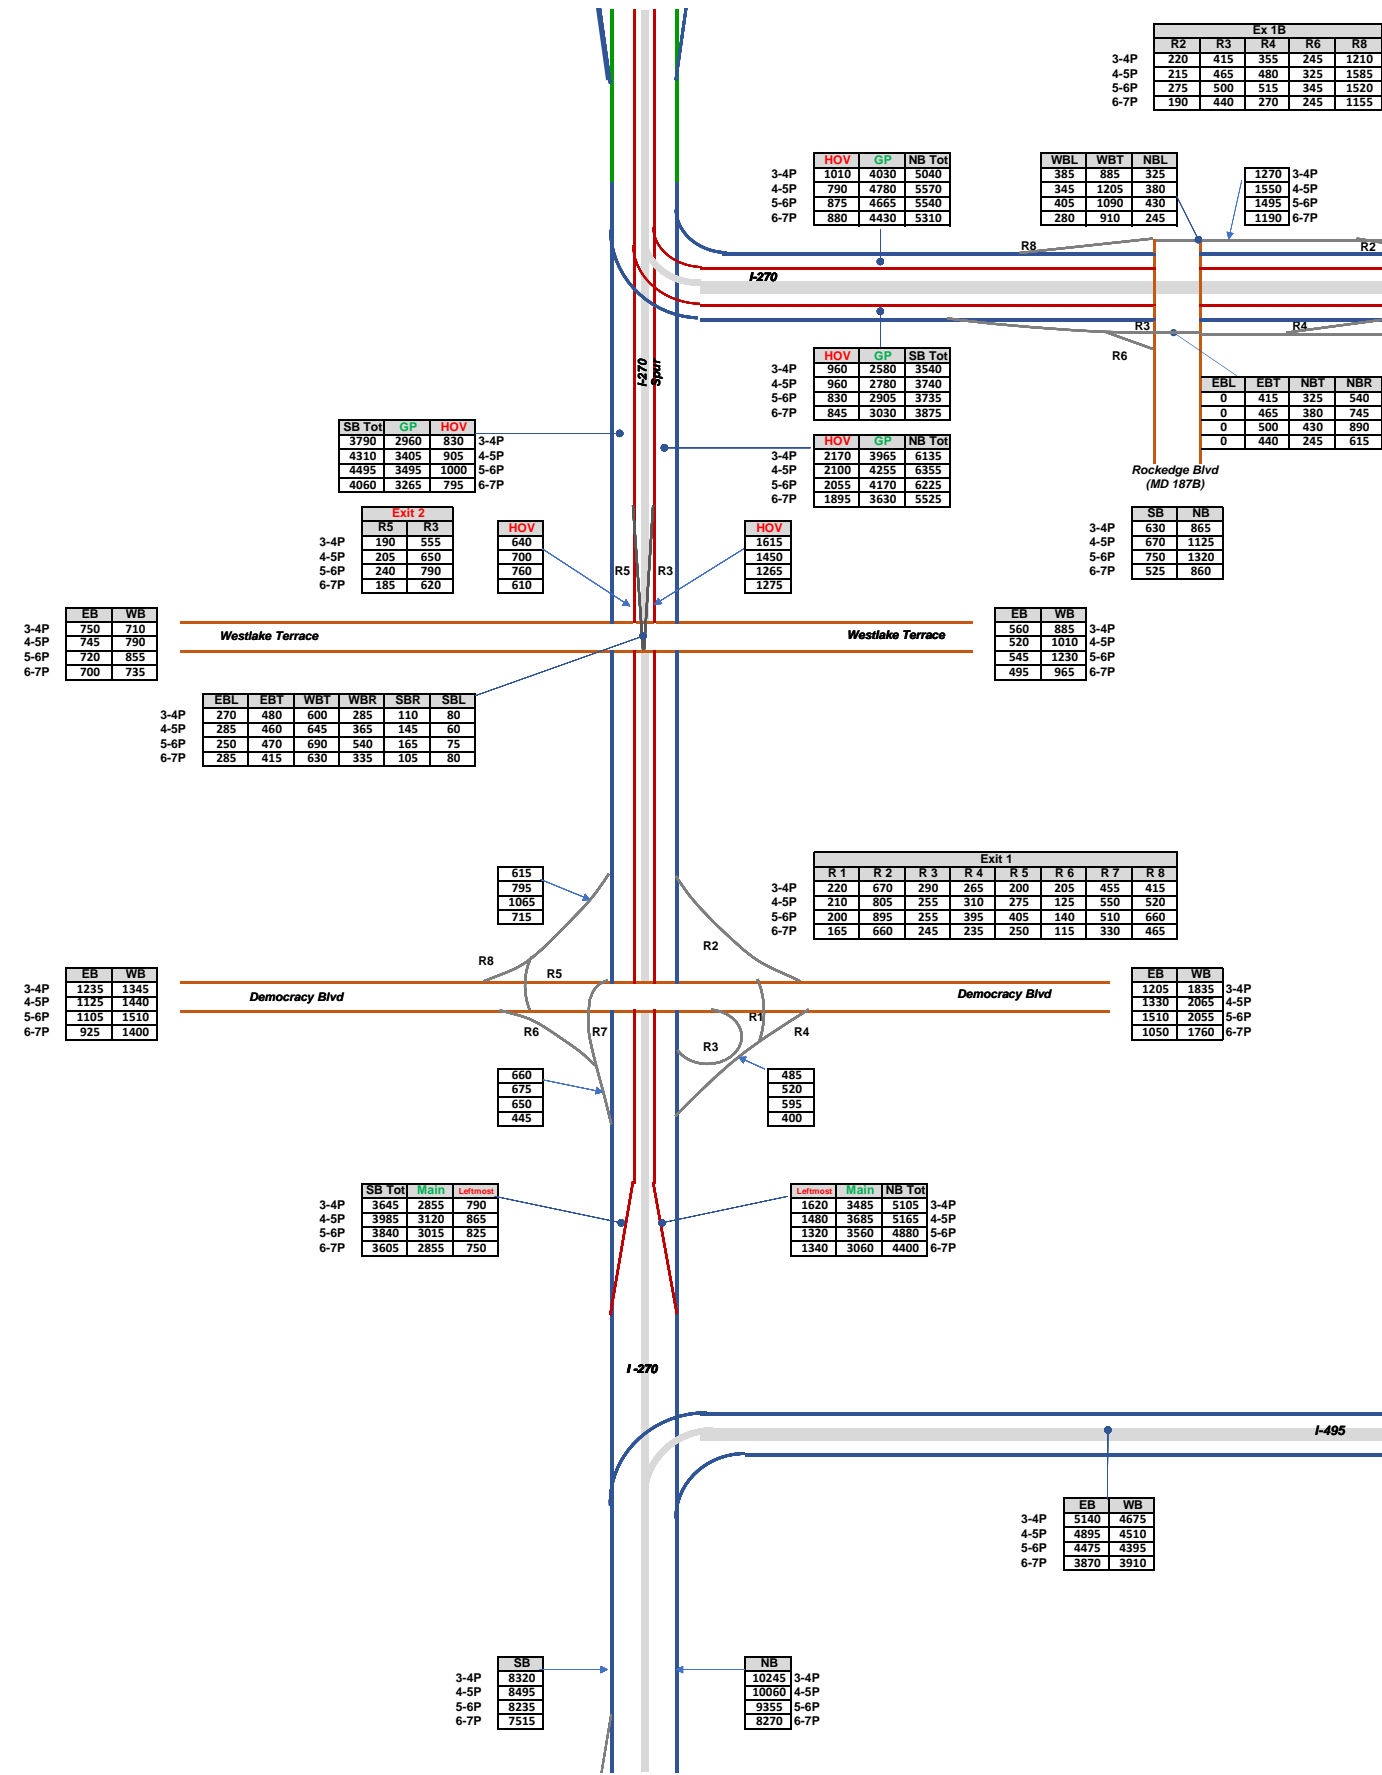 Ex 1B
R2 R3 R4 R6 R8
3-4P 220 415 355 245 1210
4-5P 215 465 480 325 1585
5-6P 275 500 515 345 1520
6-7P 190 440 270 245 1155
HOV GP NB Tot
3-4P 1010 4030 5040
4-5P 790 4780 5570
5-6P 875 4665 5540
6-7P 880 4430 5310
WBL WBT NBL
385 885 325
345 1205 380
405 1090 430
280 910 245
1270 3-4P
1550 4-5P
1495 5-6P
1190 6-7P
R8
R2
I-270
R3
R4
R6
I-270 Spur
HOV GP SB Tot
3-4P 960 2580 3540
4-5P 960 2780 3740
5-6P 830 2905 3735
6-7P 845 3030 3875
EBL EBT NBT NBR
0 415 325 540
0 465 380 745
0 500 430 890
0 440 245 615
SB Tot GP HOV
3790 2960 830 3-4P
4310 3405 905 4-5P
4495 3495 1000 5-6P
4060 3265 795 6-7P
HOV GP NB Tot
3-4P 2170 3965 6135
4-5P 2100 4255 6355
5-6P 2055 4170 6225
6-7P 1895 3630 5525
Rockedge Blvd
(MD 187B)
Exit 2
R5 R3
3-4P 190 555
4-5P 205 650
5-6P 240 790
6-7P 185 620
HOV
640
700
760
610
R5
R3
HOV
1615
1450
1265
1275
SB NB
3-4P 630 865
4-5P 670 1125
5-6P 750 1320
6-7P 525 860
EB WB
3-4P 750 710
4-5P 745 790
5-6P 720 855
6-7P 700 735
Westlake Terrace
Westlake Terrace
EB WB
560 885 3-4P
520 1010 4-5P
545 1230 5-6P
495 965 6-7P
EBL EBT WBT WBR SBR SBL
3-4P 270 480 600 285 110 80
4-5P 285 460 645 365 145 60
5-6P 250 470 690 540 165 75
6-7P 285 415 630 335 105 80
615
795
1065
715
Exit 1
R 1 R 2 R 3 R 4 R 5 R 6 R 7 R 8
3-4P 220 670 290 265 200 205 455 415
4-5P 210 805 255 310 275 125 550 520
5-6P 200 895 255 395 405 140 510 660
6-7P 165 660 245 235 250 115 330 465
R2
R8
R5
EB WB
3-4P 1235 1345
4-5P 1125 1440
5-6P 1105 1510
6-7P 925 1400
Democracy Blvd
Democracy Blvd
EB WB
1205 1835 3-4P
1330 2065 4-5P
1510 2055 5-6P
1050 1760 6-7P
R6
R7
R1
R3
R4
660
675
650
445
485
520
595
400
SB Tot Main Leftmost
3-4P 3645 2855 790
4-5P 3985 3120 865
5-6P 3840 3015 825
6-7P 3605 2855 750
Leftmost Main NB Tot
1620 3485 5105 3-4P
1480 3685 5165 4-5P
1320 3560 4880 5-6P
1340 3060 4400 6-7P
I -270
I-495
EB WB
3-4P 5140 4675
4-5P 4895 4510
5-6P 4475 4395
6-7P 3870 3910
SB
3-4P 8320
4-5P 8495
5-6P 8235
6-7P 7515
NB
10245 3-4P
10060 4-5P
9355 5-6P
8270 6-7P